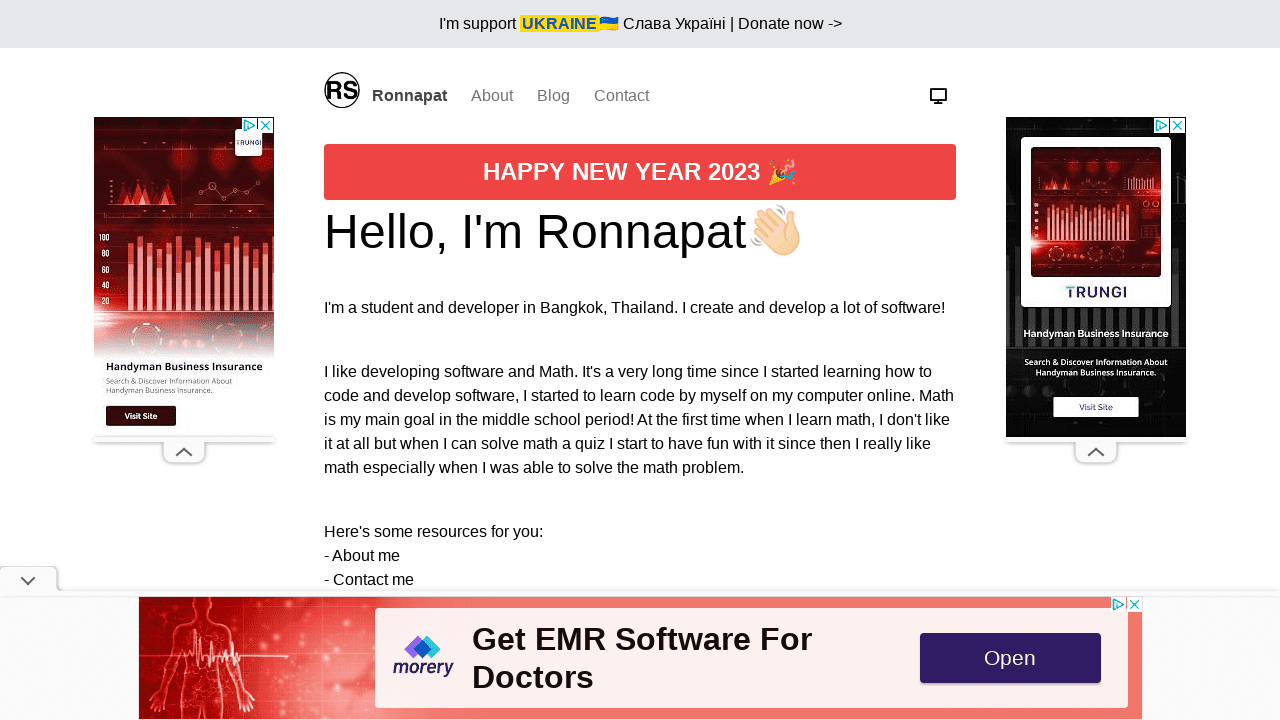 I'm support UKRAINE🇺🇦 Слава Україні | Donate now ->
RS Ronnapat About Blog Contact
HAPPY NEW YEAR 2023 🎉
Hello, I'm Ronnapat👋🏻
I'm a student and developer in Bangkok, Thailand. I create and develop a lot of software!
I like developing software and Math. It's a very long time since I started learning how to
code and develop software, I started to learn code by myself on my computer online. Math
is my main goal in the middle school period! At the first time when I learn math, I don't like
it at all but when I can solve math a quiz I start to have fun with it since then I really like
math especially when I was able to solve the math problem.
Here's some resources for you:
- About me
- Contact me
TRUNGI
100
80
60
40
20
Handyman Business Insurance
Search & Discover Information About
Handyman Business Insurance.
Visit Site
TRUNGI
Handyman Business Insurance
Search & Discover Information About
Handyman Business Insurance.
Visit Site
morery
Get EMR Software For
Doctors
Open